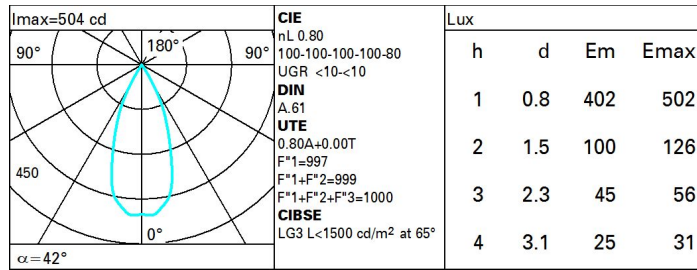 Imax=504 cd
90° 180° 90°
450
0°
α=42°
CIE
nL 0.80
100-100-100-100-80
UGR <10-<10
DIN
A.61
UTE
0.80A+0.00T
F"1=997
F"1+F"2=999
F"1+F"2+F"3=1000
CIBSE
LG3 L<1500 cd/m² at 65°
Lux
h d Em Emax
1 0.8 402 502
2 1.5 100 126
3 2.3 45 56
4 3.1 25 31